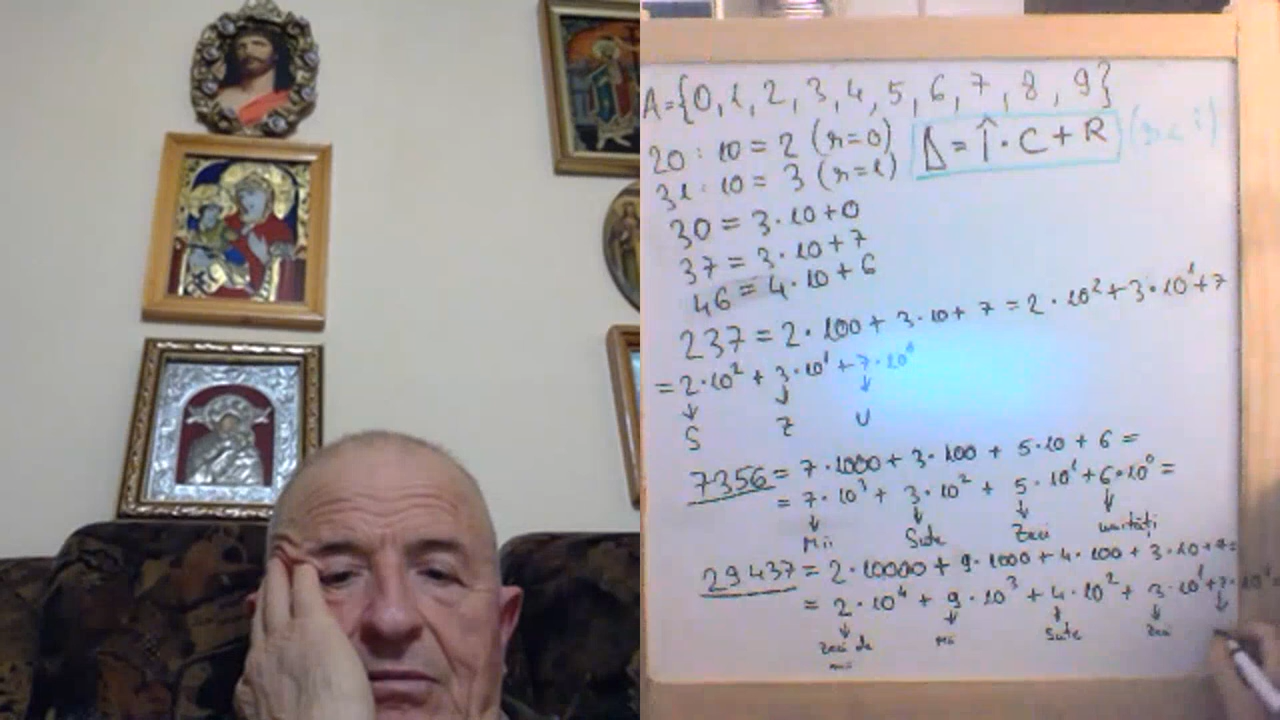 A={0,1,2,3,4,5,6,7,8,9}
20:10=2 (r=0)
31:10=3 (r=1)
D=Î·C+R
(r<î)
30=3·10+0
37=3·10+7
46=4·10+6
237=2·100+3·10+7=2·10²+3·10¹+7
=2·10²+3·10¹+7·10⁰
S Z U
7356=7·1000+3·100+5·10+6=
=7·10³+3·10²+5·10¹+6·10⁰=
Mii Sute Zeci unități
29437=2·10000+9·1000+4·100+3·10+7=
=2·10⁴+9·10³+4·10²+3·10¹+7·10⁰=
zeci de mii Mii Sute Zeci